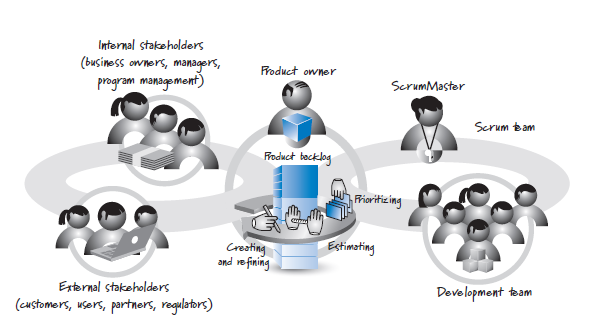 Internal stakeholders
(business owners, managers,
program management)
Product owner
ScrumMaster
Scrum team
Product backlog
Prioritizing
Creating
and refining
Estimating
External stakeholders
(customers, users, partners, regulators)
Development team